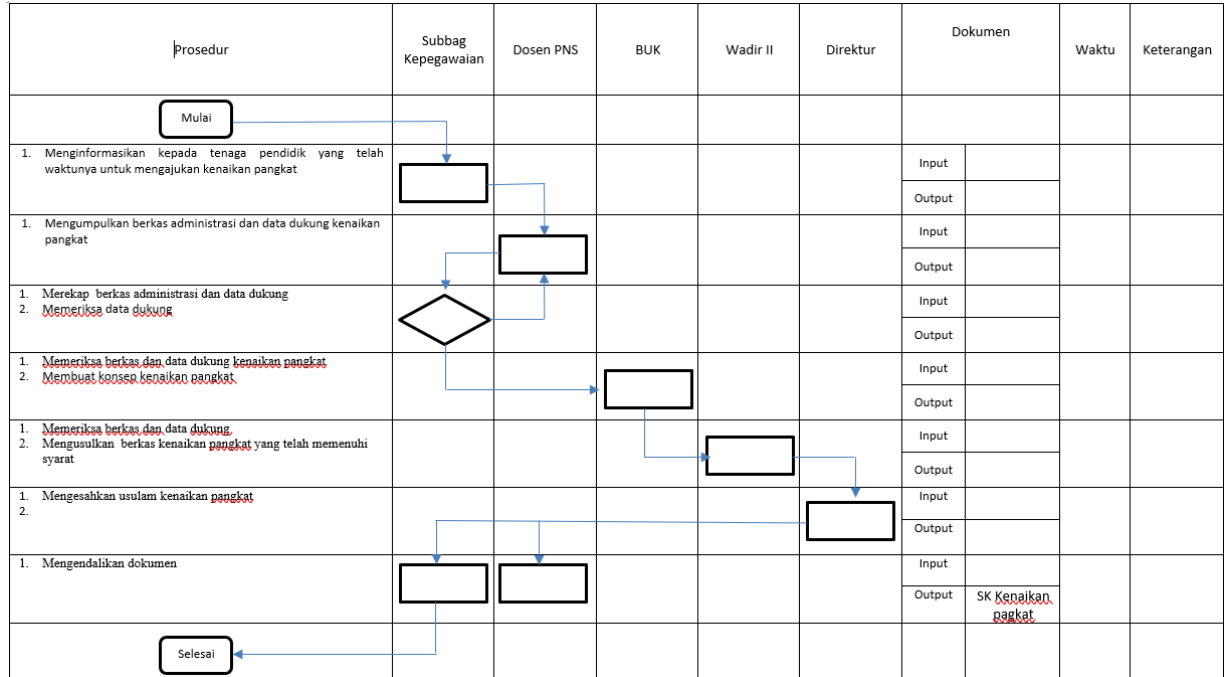 Prosedur
Subbag
Kepegawaian
Dosen PNS
BUK
Wadir II
Direktur
Dokumen
Waktu
Keterangan
Mulai
1. Menginformasikan kepada tenaga pendidik yang telah
waktunya untuk mengajukan kenaikan pangkat
Input
Output
1. Mengumpulkan berkas administrasi dan data dukung kenaikan
pangkat
Input
Output
1. Merekap berkas administrasi dan data dukung
2. Memeriksa data dukung
Input
Output
1. Memeriksa berkas dan data dukung kenaikan pangkat
2. Membuat konsep kenaikan pangkat
Input
Output
1. Memeriksa berkas dan data dukung
2. Mengusulkan berkas kenaikan pangkat yang telah memenuhi
syarat
Input
Output
1. Mengesahkan usulam kenaikan pangkat
2.
Input
Output
1. Mengendalikan dokumen
Input
Output
SK Kenaikan
pagkat
Selesai